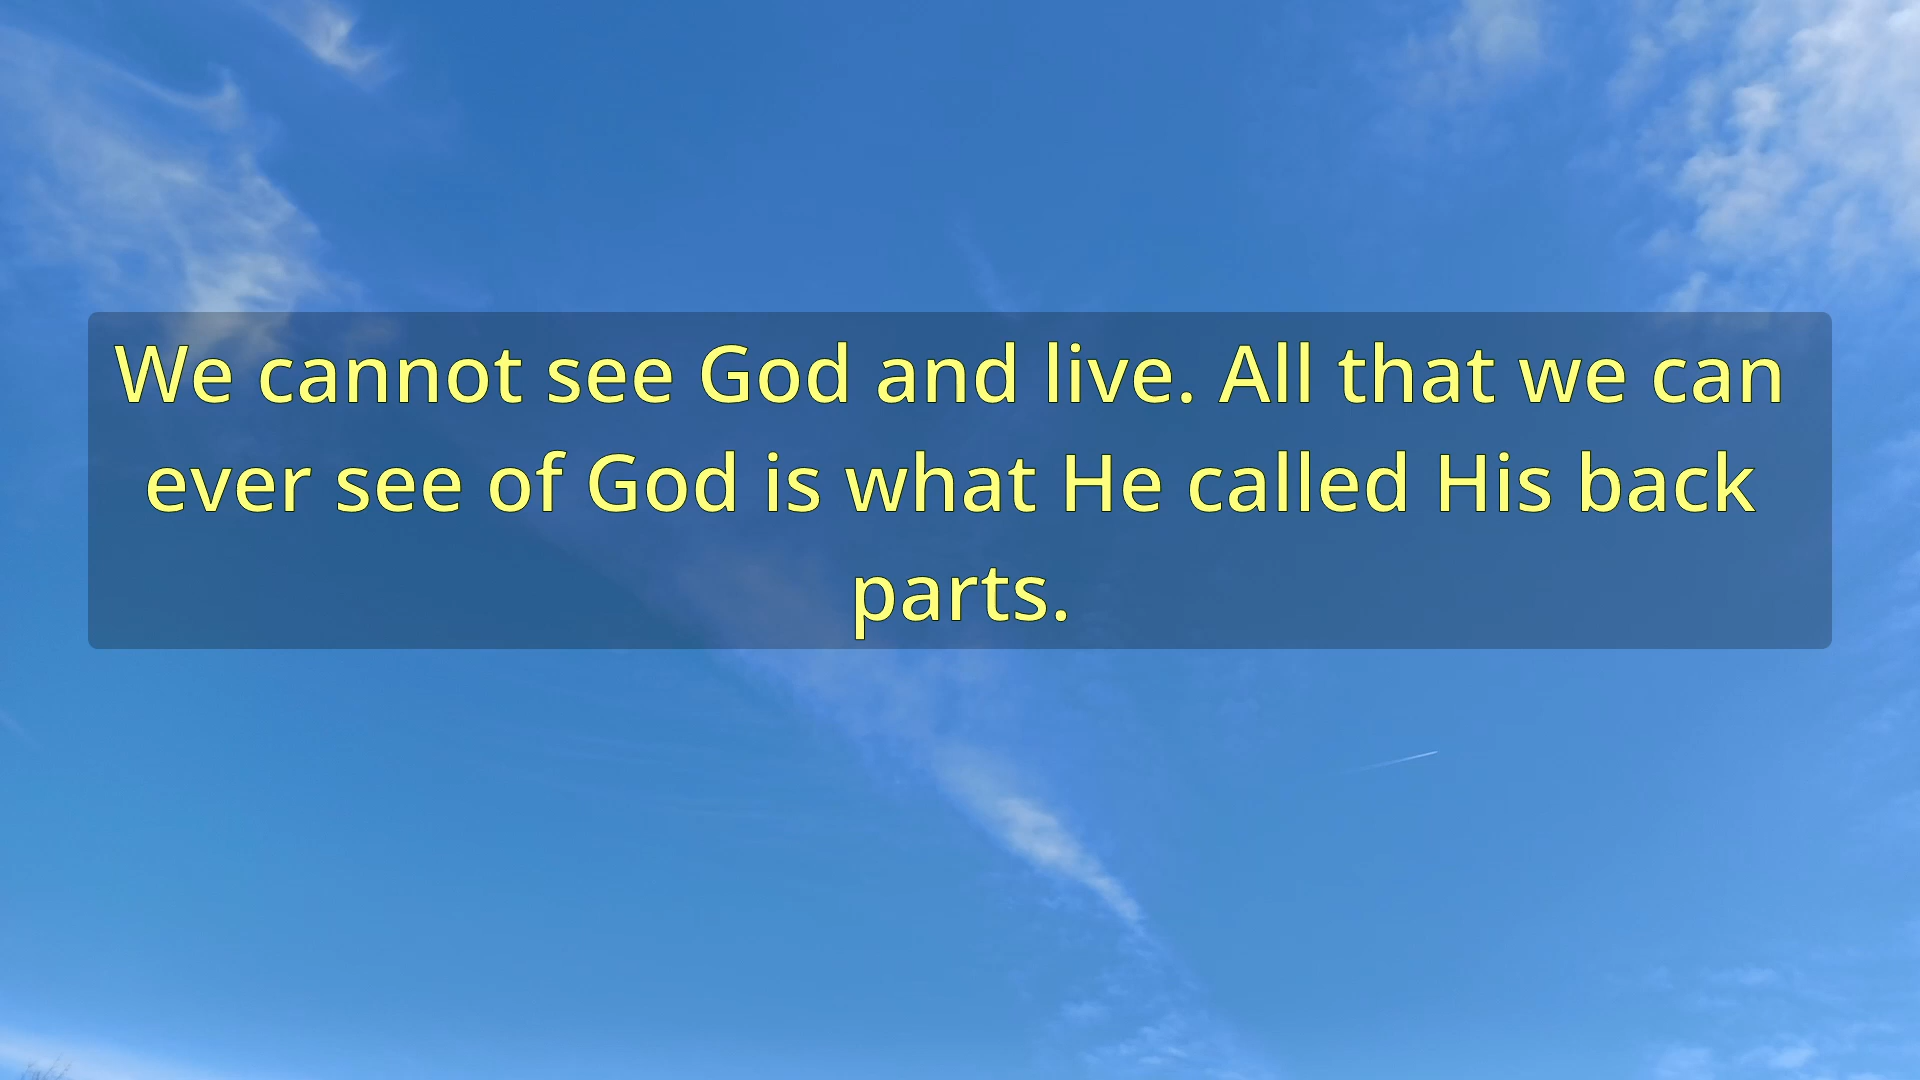 We cannot see God and live. All that we can
ever see of God is what He called His back
parts.